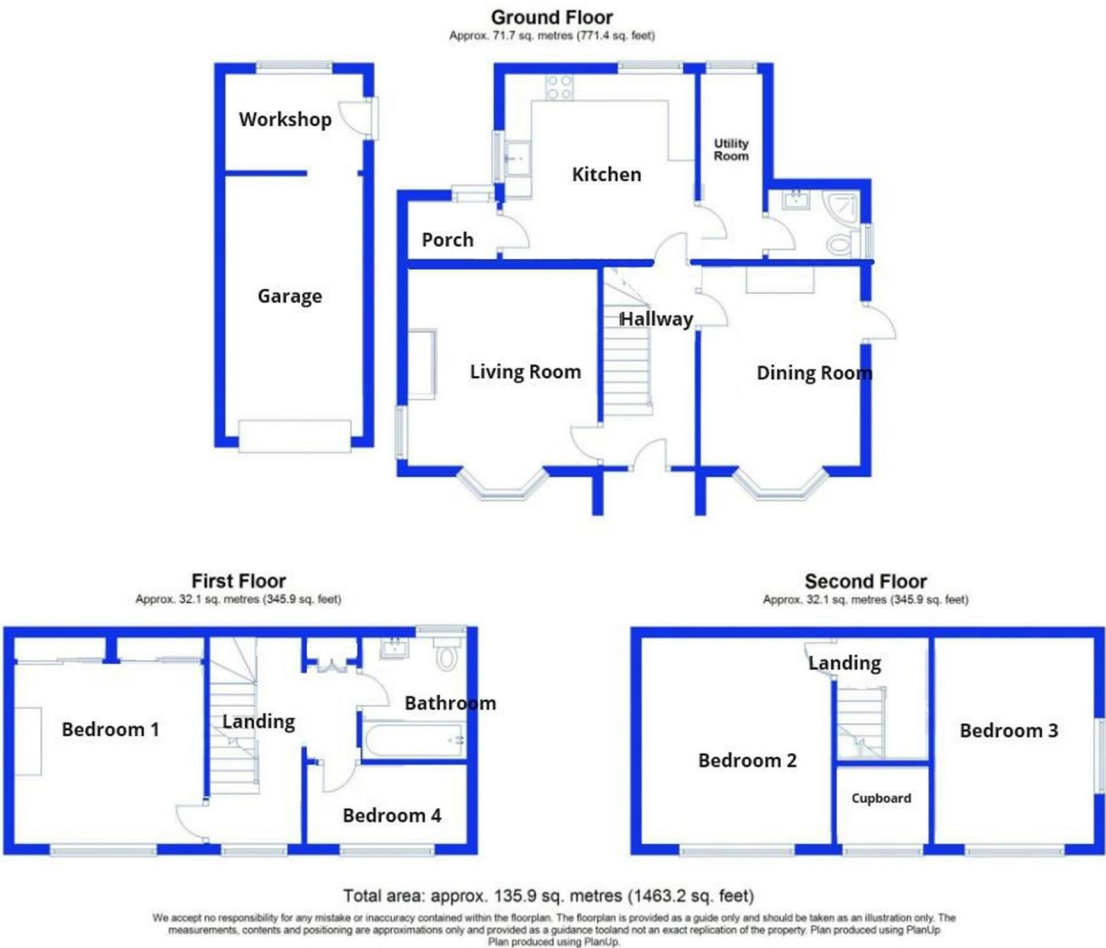 Ground Floor
Approx. 71.7 sq. metres (771.4 sq. feet)
Workshop
Utility
Room
Kitchen
Porch
Garage
Hallway
Living Room
Dining Room
First Floor
Approx. 32.1 sq. metres (345.9 sq. feet)
Second Floor
Approx. 32.1 sq. metres (345.9 sq. feet)
Landing
Bathroom
Landing
Bedroom 1
Bedroom 3
Bedroom 2
Cupboard
Bedroom 4
Total area: approx. 135.9 sq. metres (1463.2 sq. feet)
We accept no responsibility for any mistake or inaccuracy contained within the floorplan. The floorplan is provided as a guide only and should be taken as an illustration only. The
measurements, contents and positioning are approximations only and provided as a guidance tooland not an exact replication of the property. Plan produced using PlanUp
Plan produced using PlanUp.